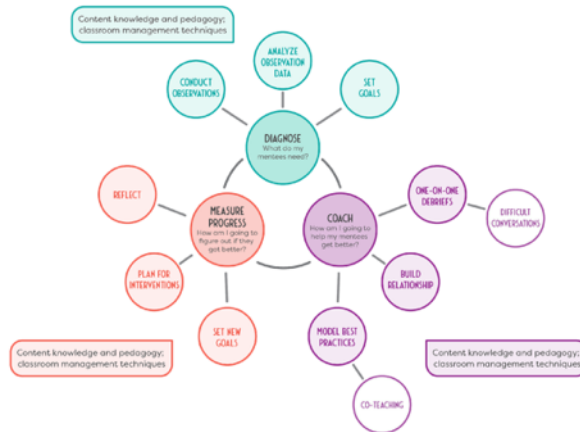 Content knowledge and pedagogy;
classroom management techniques
ANALYZE
OBSERVATION
DATA
CONDUCT
OBSERVATIONS
SET
GOALS
DIAGNOSE
What do my
mentees need?
REFLECT
MEASURE
PROGRESS
How am I going to
figure out if they
got better?
COACH
How am I going to
help my mentees
get better?
ONE-ON-ONE
DEBRIEFS
DIFFICULT
CONVERSATIONS
PLAN FOR
INTERVENTIONS
BUILD
RELATIONSHIP
SET NEW
GOALS
MODEL BEST
PRACTICES
Content knowledge and pedagogy;
classroom management techniques
Content knowledge and pedagogy;
classroom management techniques
CO-TEACHING